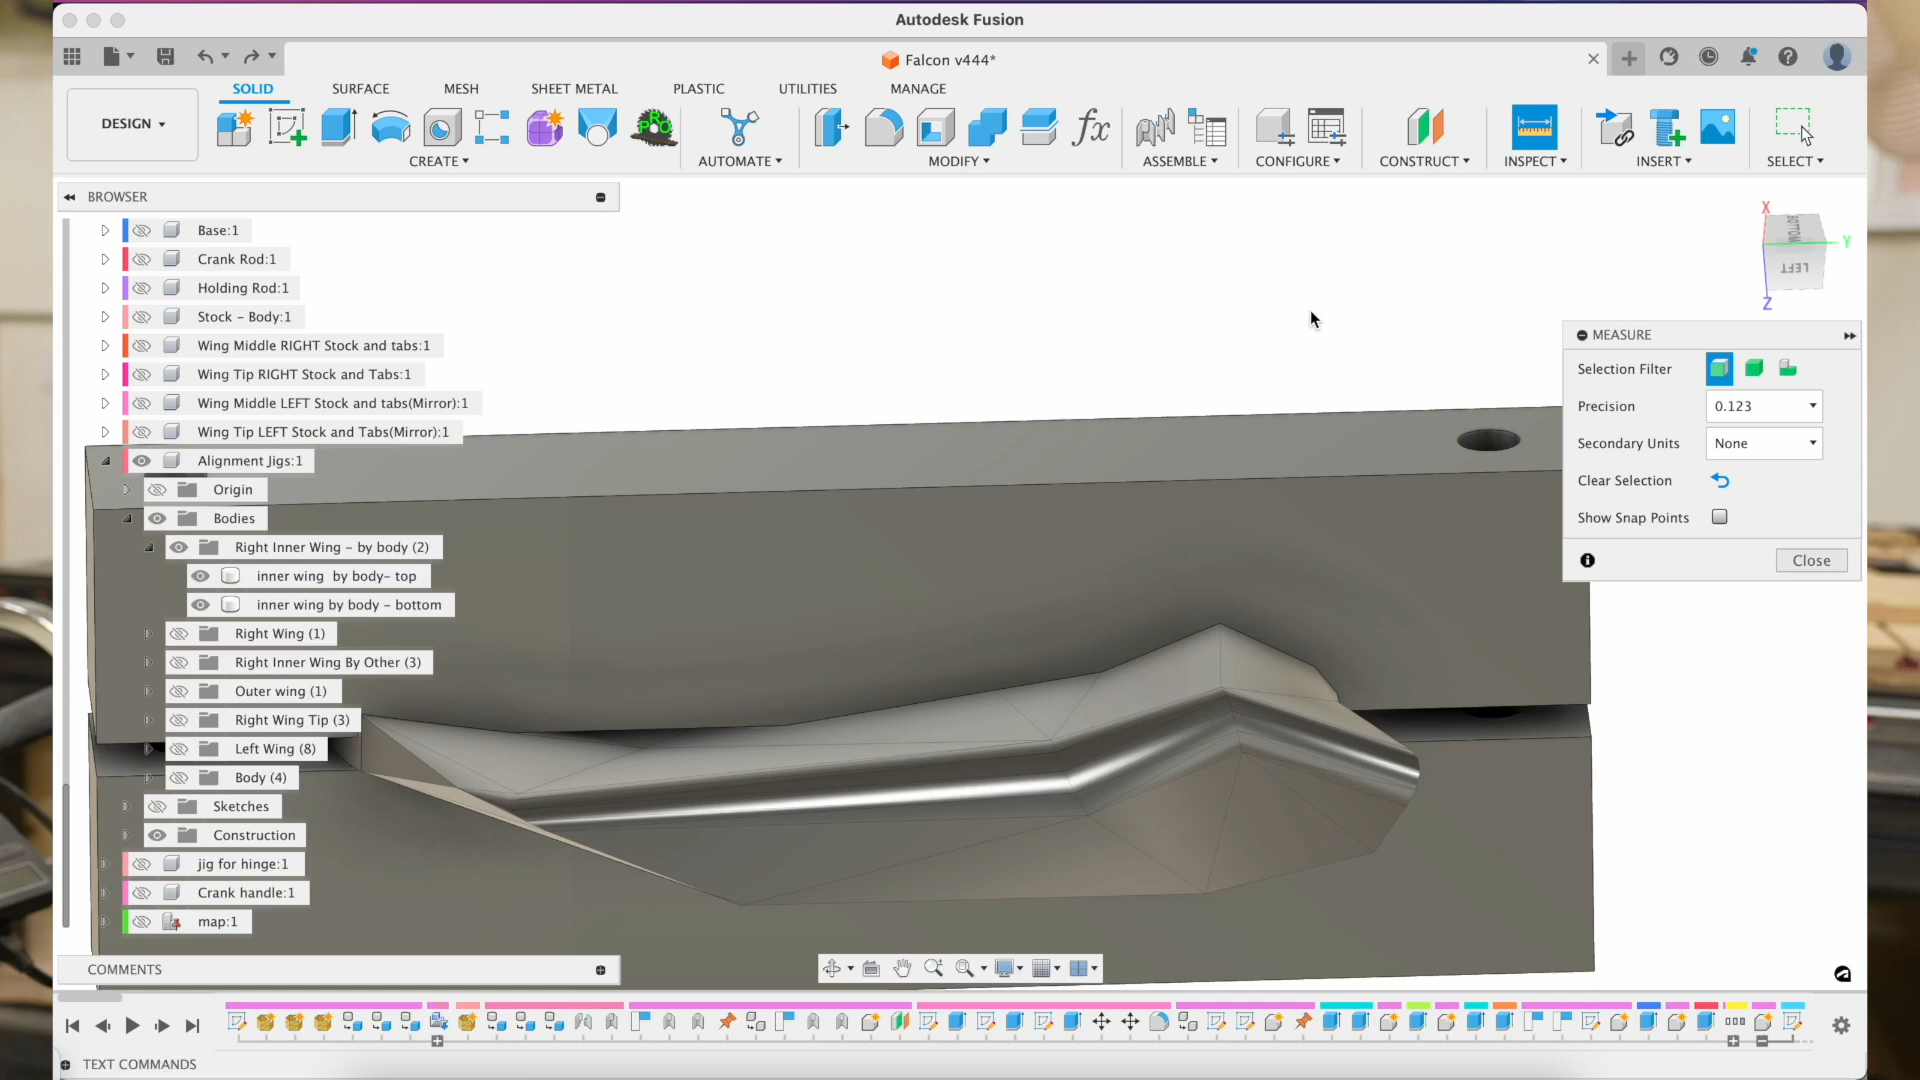 Autodesk Fusion
Falcon v444*
SOLID SURFACE MESH SHEET METAL PLASTIC UTILITIES MANAGE
DESIGN
PRO
fx
CREATE AUTOMATE MODIFY ASSEMBLE CONFIGURE CONSTRUCT INSPECT INSERT SELECT
BROWSER
Base:1
Crank Rod:1
Holding Rod:1
Stock - Body:1
Wing Middle RIGHT Stock and tabs:1
Wing Tip RIGHT Stock and Tabs:1
Wing Middle LEFT Stock and tabs(Mirror):1
Wing Tip LEFT Stock and Tabs(Mirror):1
Alignment Jigs:1
Origin
Bodies
Right Inner Wing - by body (2)
inner wing by body- top
inner wing by body - bottom
Right Wing (1)
Right Inner Wing By Other (3)
Outer wing (1)
Right Wing Tip (3)
Left Wing (8)
Body (4)
Sketches
Construction
jig for hinge:1
Crank handle:1
map:1
X
BOTTOM
Y
LEFT
Z
MEASURE
Selection Filter
Precision 0.123
Secondary Units None
Clear Selection
Show Snap Points
Close
COMMENTS
TEXT COMMANDS